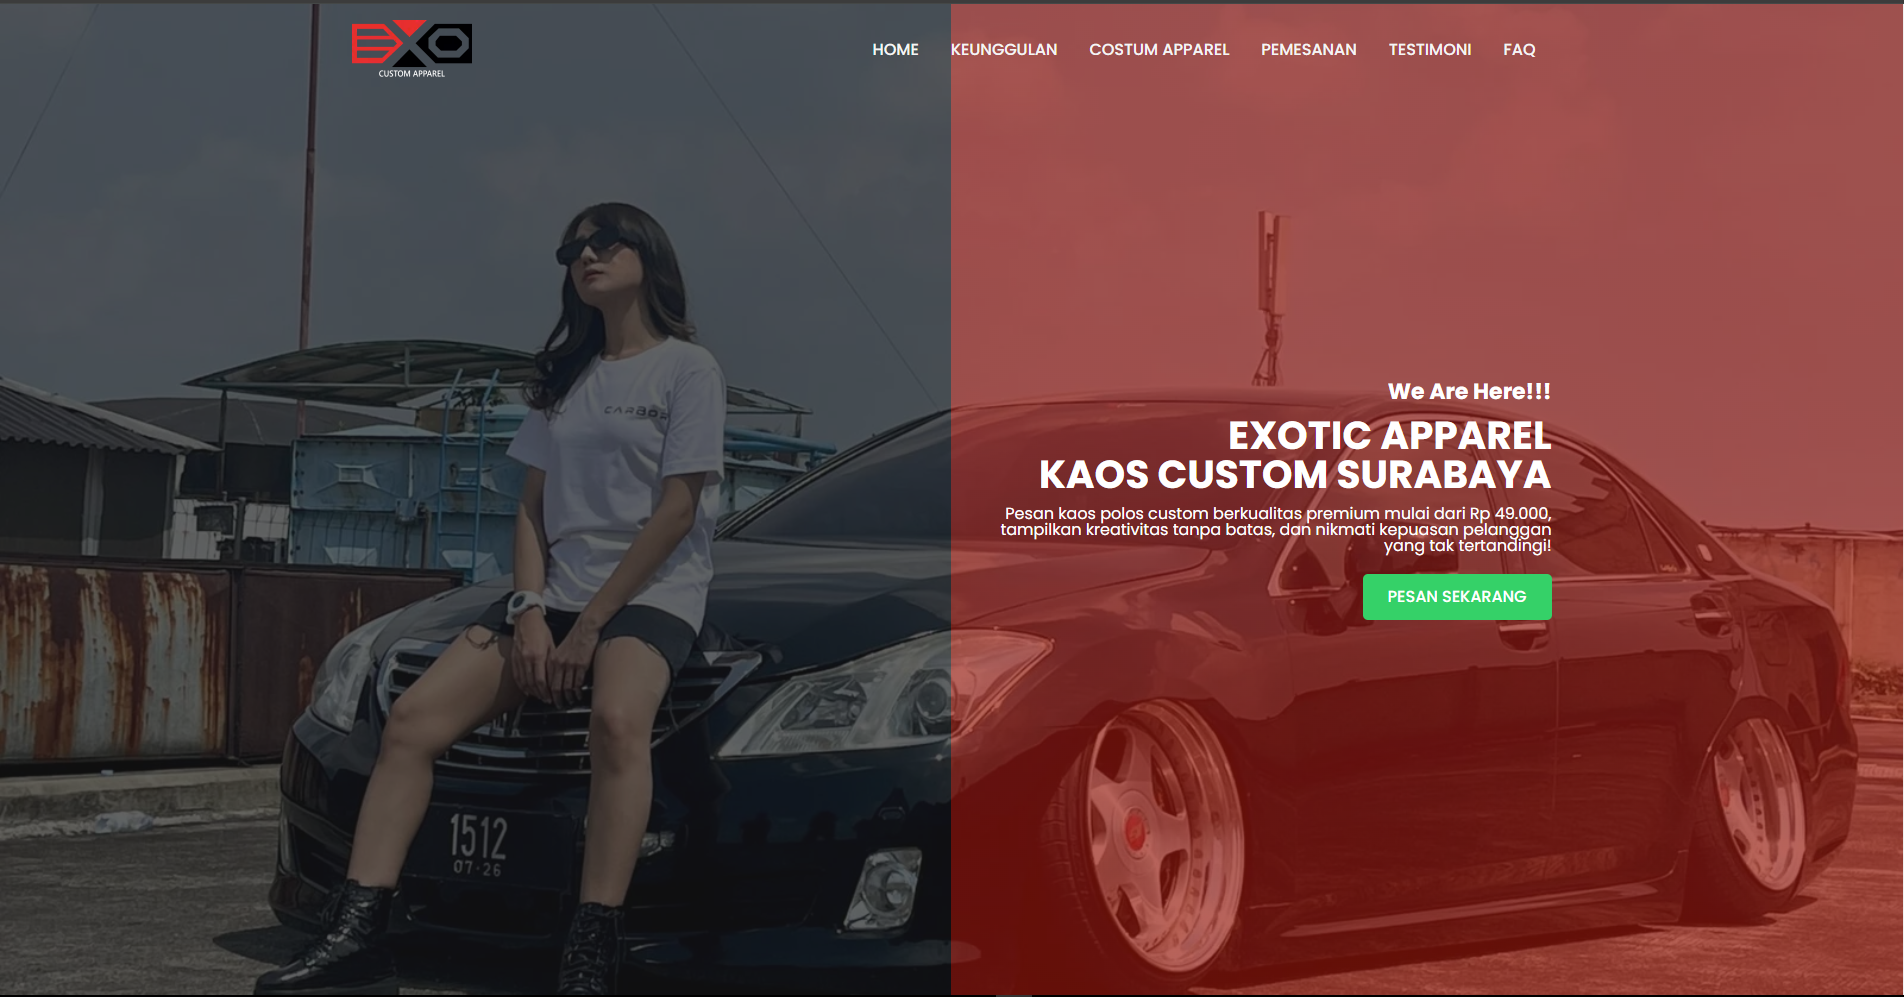 EXO
CUSTOM APPAREL
HOME KEUNGGULAN COSTUM APPAREL PEMESANAN TESTIMONI FAQ
We Are Here!!!
EXOTIC APPAREL
KAOS CUSTOM SURABAYA
Pesan kaos polos custom berkualitas premium mulai dari Rp 49.000,
tampilkan kreativitas tanpa batas, dan nikmati kepuasan pelanggan
yang tak tertandingi!
PESAN SEKARANG
1512
07·26